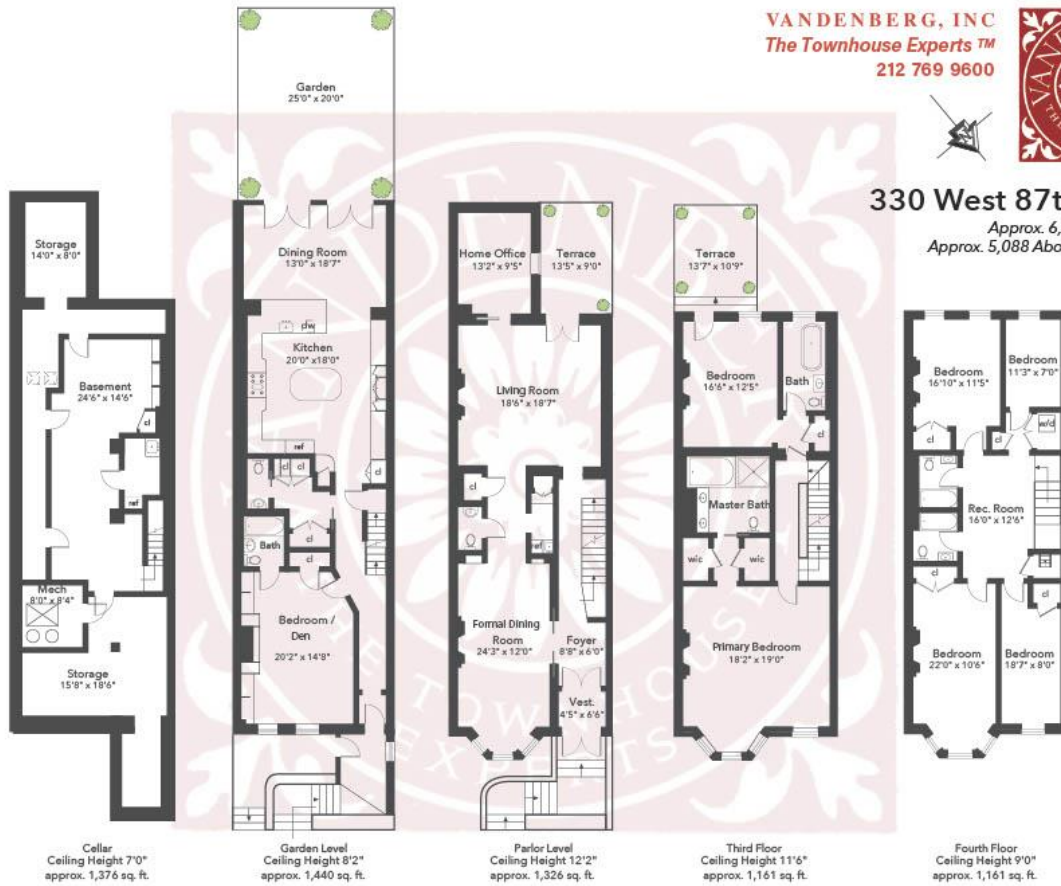 VANDENBERG, INC
The Townhouse Experts ™
212 769 9600
330 West 87t
Approx. 6,
Approx. 5,088 Abo
Storage
14'0" x 8'0"
Basement
24'6" x 14'6"
cl
ref
Mech
8'0" x 8'4"
Storage
15'8" x 18'6"
Cellar
Ceiling Height 7'0"
approx. 1,376 sq. ft.
Garden
25'0" x 20'0"
Dining Room
13'0" x 18'7"
dw
Kitchen
20'0" x18'0"
ref
cl
cl
cl
cl
Bath
cl
Bedroom /
Den
20'2" x 14'8"
Garden Level
Ceiling Height 8'2"
approx. 1,440 sq. ft.
Home Office
13'2" x 9'5"
Terrace
13'5" x 9'0"
Living Room
18'6" x 18'7"
cl
ref
Formal Dining
Room
24'3" x 12'0"
Foyer
8'8" x 6'0"
Vest.
4'5" x 6'6"
Parlor Level
Ceiling Height 12'2"
approx. 1,326 sq. ft.
Terrace
13'7" x 10'9"
Bedroom
16'6" x 12'5"
Bath
cl
Master Bath
wic
wic
Primary Bedroom
18'2" x 19'0"
Third Floor
Ceiling Height 11'6"
approx. 1,161 sq. ft.
Bedroom
16'10" x 11'5"
Bedroom
11'3" x 7'0"
cl
cl
w/d
Rec. Room
16'0" x 12'6"
cl
cl
Bedroom
22'0" x 10'6"
Bedroom
18'7" x 8'0"
Fourth Floor
Ceiling Height 9'0"
approx. 1,161 sq. ft.
VANDENBERG
THE TOWNHOUSE
EXPERTS